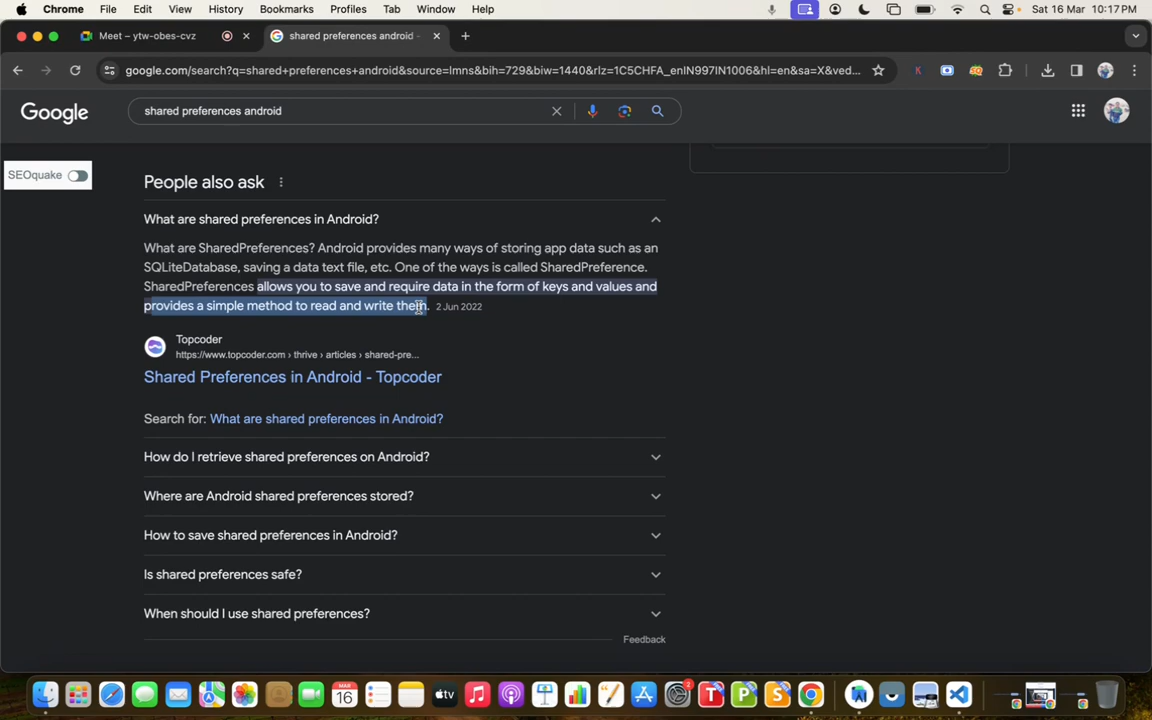 Chrome File Edit View History Bookmarks Profiles Tab Window Help Sat 16 Mar 10:17 PM
Meet – ytw-obes-cvz shared preferences android -
google.com/search?q=shared+preferences+android&source=lmns&bih=729&biw=1440&rlz=1C5CHFA_enIN997IN1006&hl=en&sa=X&ved...
Google shared preferences android
SEOquake
People also ask
What are shared preferences in Android?
What are SharedPreferences? Android provides many ways of storing app data such as an
SQLiteDatabase, saving a data text file, etc. One of the ways is called SharedPreference.
SharedPreferences allows you to save and require data in the form of keys and values and
provides a simple method to read and write them. 2 Jun 2022
Topcoder
https://www.topcoder.com › thrive › articles › shared-pre...
Shared Preferences in Android - Topcoder
Search for: What are shared preferences in Android?
How do I retrieve shared preferences on Android?
Where are Android shared preferences stored?
How to save shared preferences in Android?
Is shared preferences safe?
When should I use shared preferences?
Feedback
MAR
16
tv
2
T P S